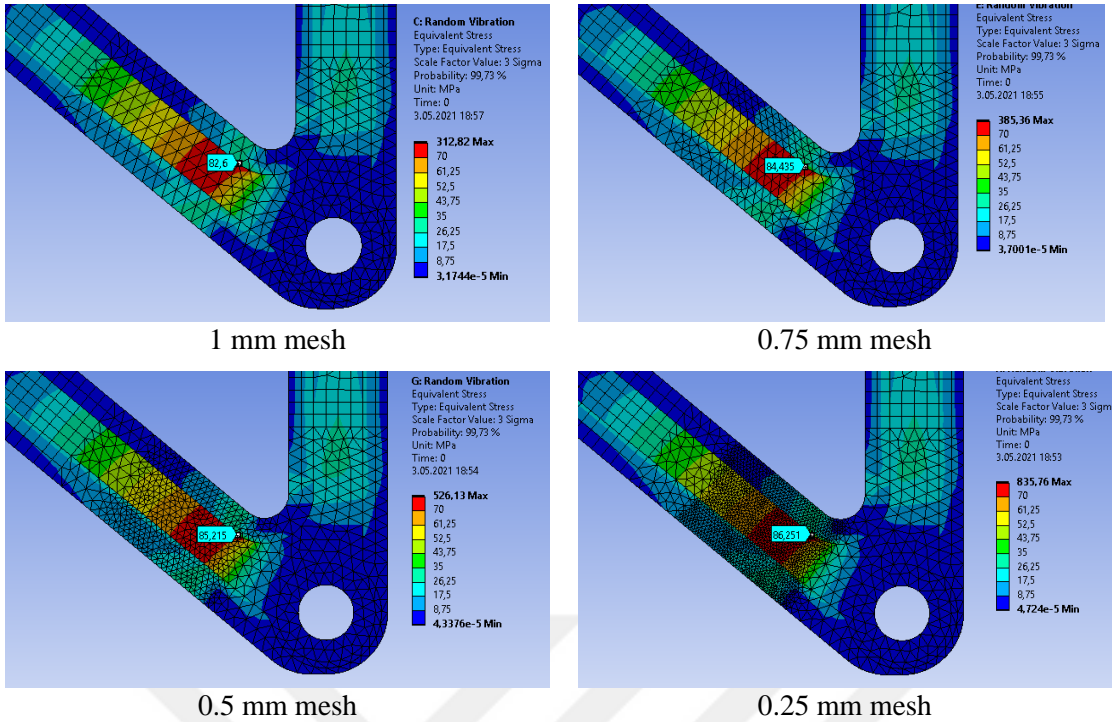 C: Random Vibration
Equivalent Stress
Type: Equivalent Stress
Scale Factor Value: 3 Sigma
Probability: 99,73 %
Unit: MPa
Time: 0
3.05.2021 18:57
312,82 Max
70
61,25
52,5
43,75
35
26,25
17,5
8,75
3,1744e-5 Min
82,6
1 mm mesh
E: Random Vibration
Equivalent Stress
Type: Equivalent Stress
Scale Factor Value: 3 Sigma
Probability: 99,73 %
Unit: MPa
Time: 0
3.05.2021 18:55
385,36 Max
70
61,25
52,5
43,75
35
26,25
17,5
8,75
3,7001e-5 Min
84,435
0.75 mm mesh
G: Random Vibration
Equivalent Stress
Type: Equivalent Stress
Scale Factor Value: 3 Sigma
Probability: 99,73 %
Unit: MPa
Time: 0
3.05.2021 18:54
526,13 Max
70
61,25
52,5
43,75
35
26,25
17,5
8,75
4,3376e-5 Min
85,215
0.5 mm mesh
Random Vibration
Equivalent Stress
Type: Equivalent Stress
Scale Factor Value: 3 Sigma
Probability: 99,73 %
Unit: MPa
Time: 0
3.05.2021 18:53
835,76 Max
70
61,25
52,5
43,75
35
26,25
17,5
8,75
4,724e-5 Min
86,251
0.25 mm mesh